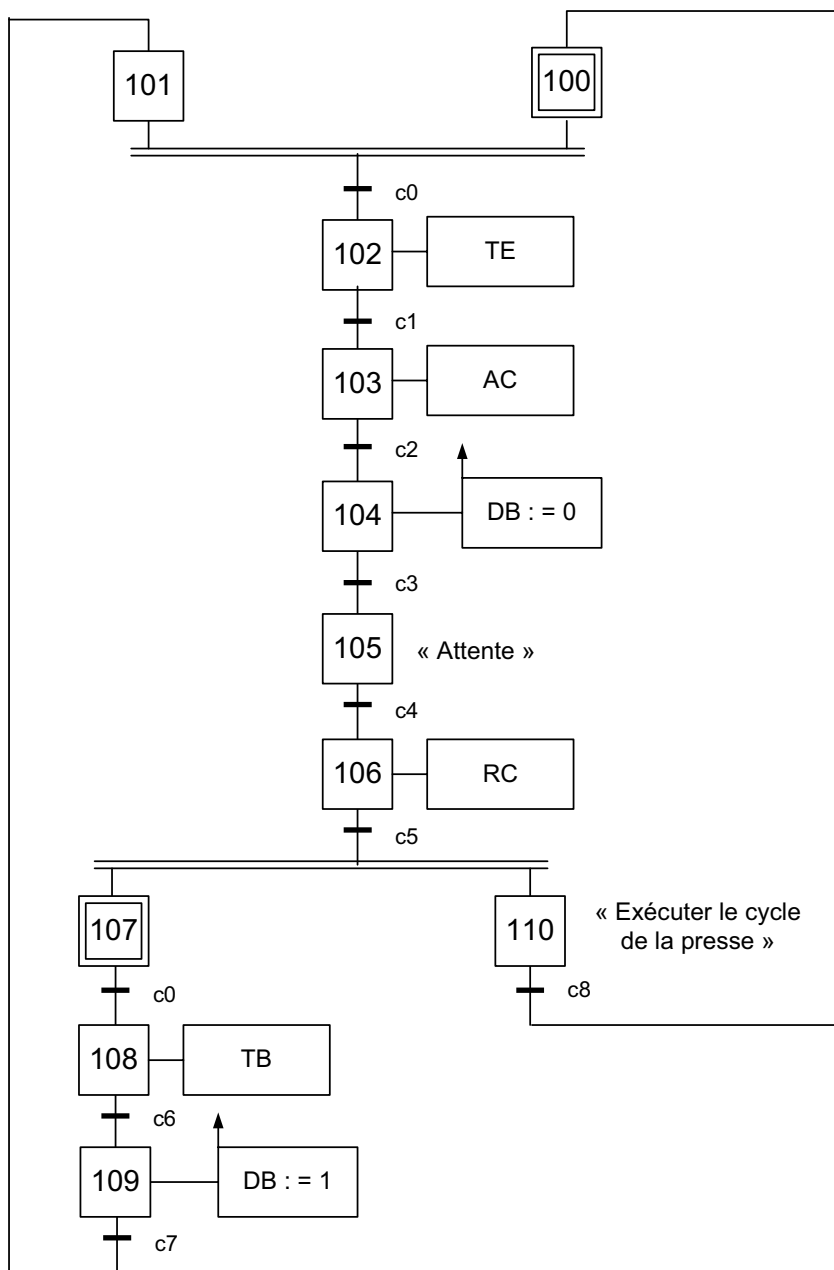 101
100
c0
102
TE
c1
103
AC
c2
104
DB : = 0
c3
105
« Attente »
c4
106
RC
c5
107
110
« Exécuter le cycle
de la presse »
c0
c8
108
TB
c6
109
DB : = 1
c7